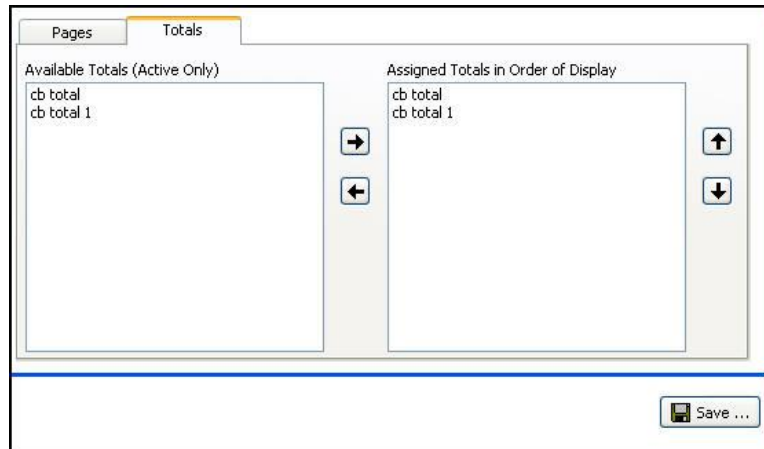 Pages
Totals
Available Totals (Active Only)
cb total
cb total 1
Assigned Totals in Order of Display
cb total
cb total 1
Save ...